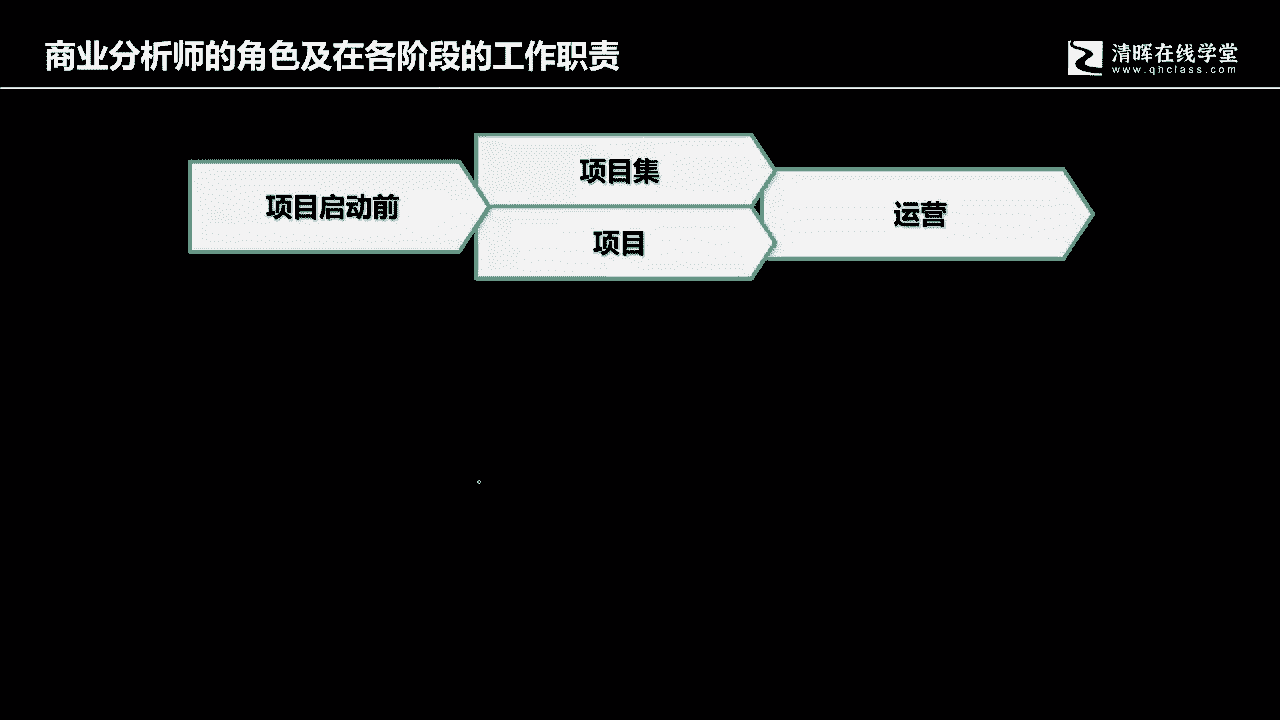 商业分析师的角色及在各阶段的工作职责
清晖在线学堂
www.qhclass.com
项目启动前
项目集
项目
运营